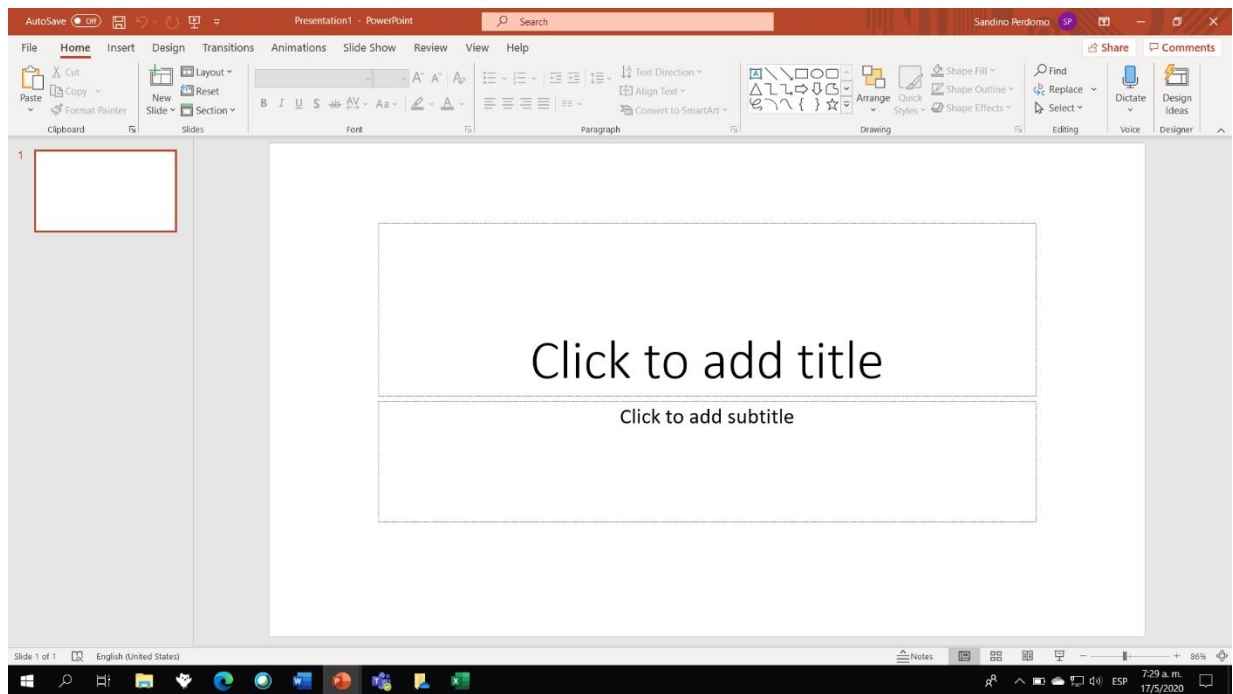 AutoSave Off Presentation1 - PowerPoint Search Sandino Perdomo SP
File Home Insert Design Transitions Animations Slide Show Review View Help Share Comments
Paste
Cut
Copy
Format Painter
Clipboard
New
Slide
Layout
Reset
Section
Slides
B I U S ab AV Aa A
A A A
Font
Text Direction
Align Text
Convert to SmartArt
Paragraph
Arrange
Quick
Styles
Shape Fill
Shape Outline
Shape Effects
Drawing
Find
Replace
Select
Editing
Dictate
Voice
Design
Ideas
Designer
1
Click to add title
Click to add subtitle
Slide 1 of 1 English (United States) Notes 86%
ESP 7:29 a. m.
17/5/2020